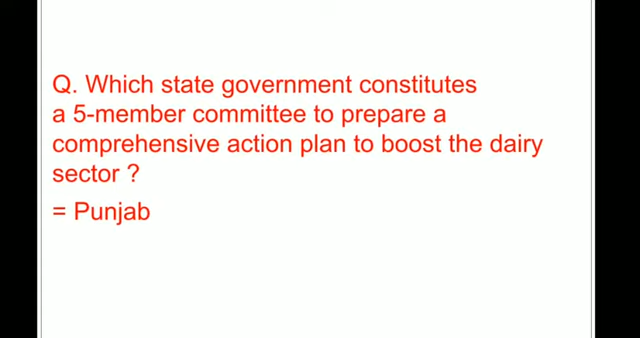 Q. Which state government constitutes
a 5-member committee to prepare a
comprehensive action plan to boost the dairy
sector ?
= Punjab